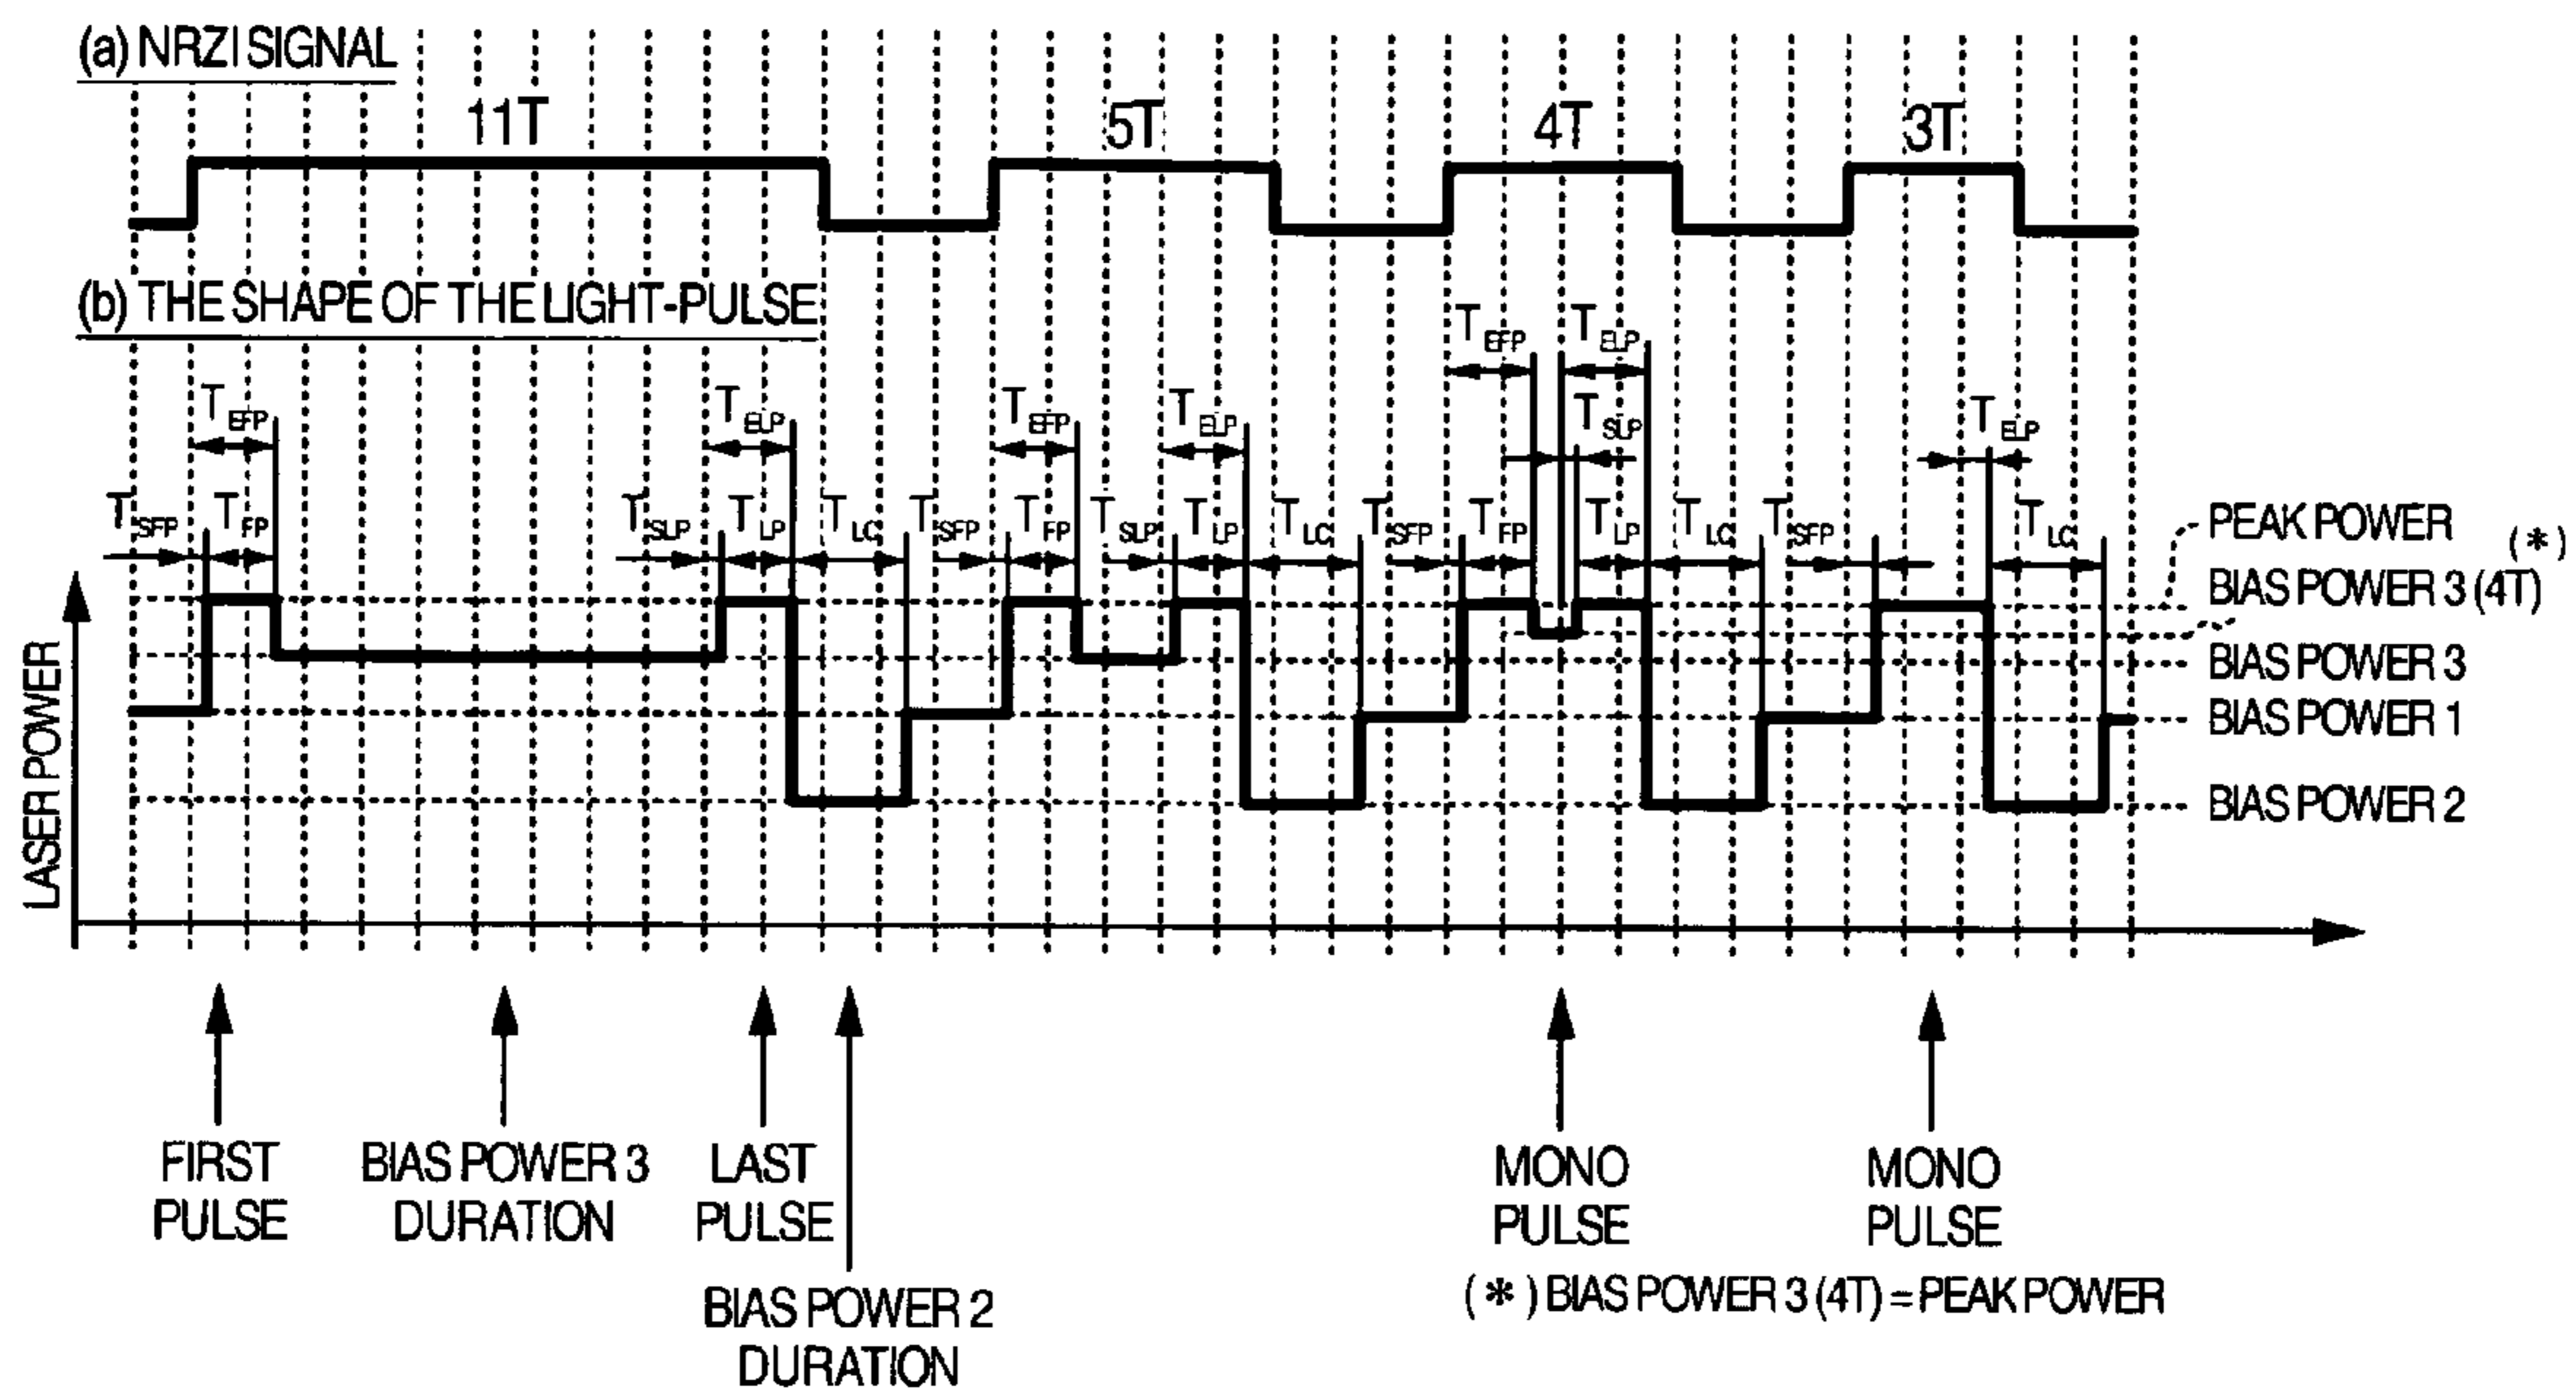 (a) NRZI SIGNAL
11T 5T 4T 3T
(b) THE SHAPE OF THE LIGHT-PULSE
T EFP T ELP
T EFP T ELP T EFP T ELP T SLP T ELP
T SFP T FP T SLP T LP T LC T SFP T FP T SLP T LP T LC T SFP T FP T LP T LC T SFP T LC
PEAK POWER
(*)
BIAS POWER 3 (4T)
BIAS POWER 3
BIAS POWER 1
BIAS POWER 2
LASER POWER
FIRST PULSE
BIAS POWER 3 DURATION
LAST PULSE
BIAS POWER 2 DURATION
MONO PULSE
MONO PULSE
(*) BIAS POWER 3 (4T) = PEAK POWER